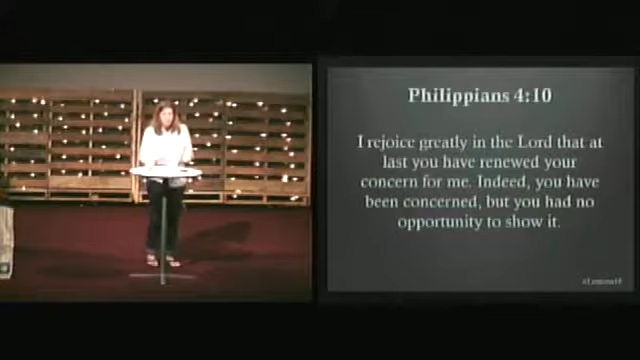 Philippians 4:10
I rejoice greatly in the Lord that at
last you have renewed your
concern for me. Indeed, you have
been concerned, but you had no
opportunity to show it.